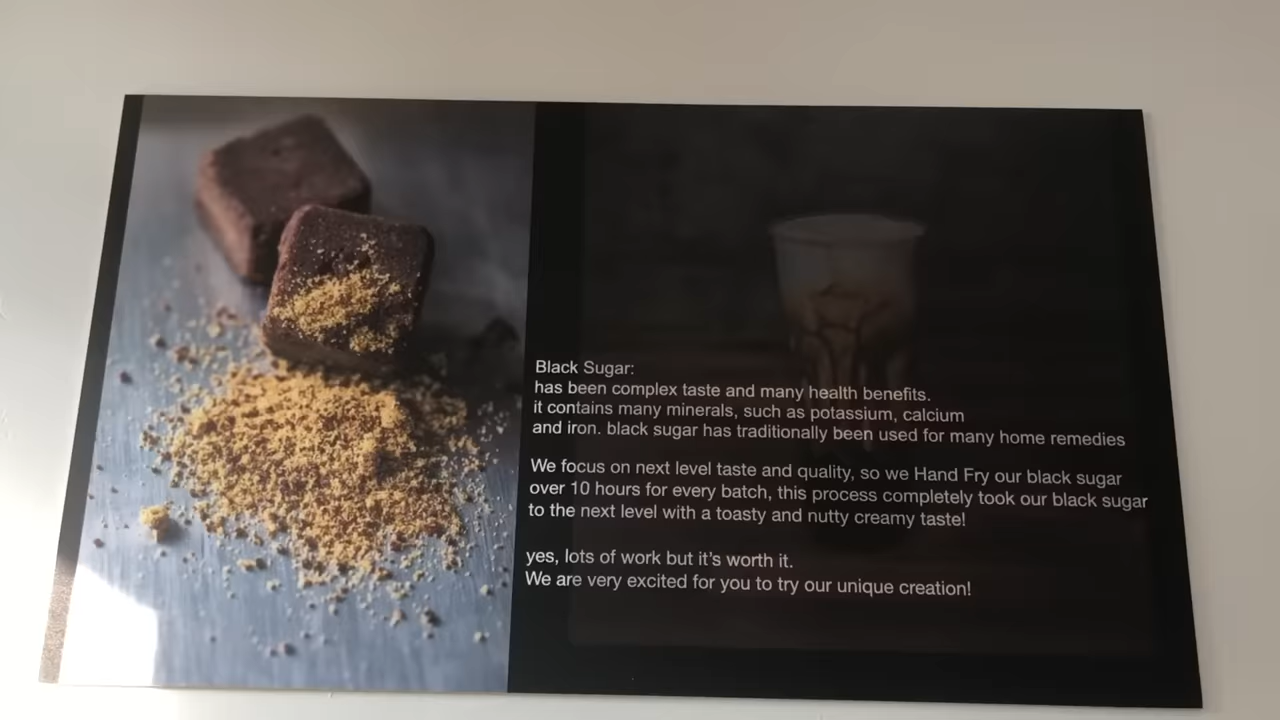 Black Sugar:
has been complex taste and many health benefits.
it contains many minerals, such as potassium, calcium
and iron. black sugar has traditionally been used for many home remedies
We focus on next level taste and quality, so we Hand Fry our black sugar
over 10 hours for every batch, this process completely took our black sugar
to the next level with a toasty and nutty creamy taste!
yes, lots of work but it's worth it.
We are very excited for you to try our unique creation!